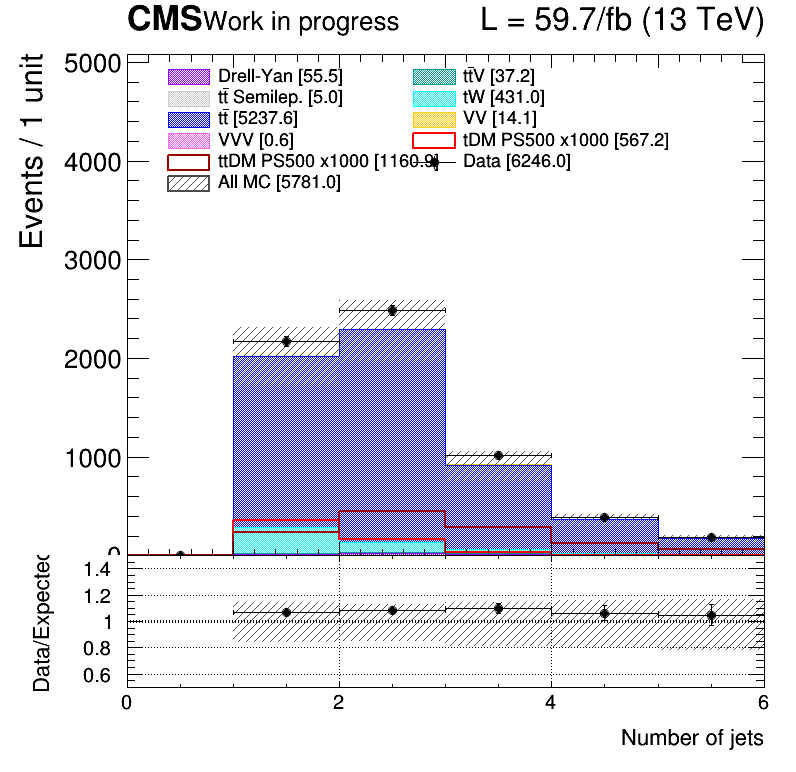 CMS Work in progress L = 59.7/fb (13 TeV)
Events / 1 unit
5000
4000
3000
2000
1000
0
Drell-Yan [55.5]
tt̄V [37.2]
tt̄ Semilep. [5.0]
tW [431.0]
tt̄ [5237.6]
VV [14.1]
VVV [0.6]
tDM PS500 x1000 [567.2]
ttDM PS500 x1000 [1160.9]
Data [6246.0]
All MC [5781.0]
Data/Expected
1.4
1.2
1
0.8
0.6
0 2 4 6
Number of jets